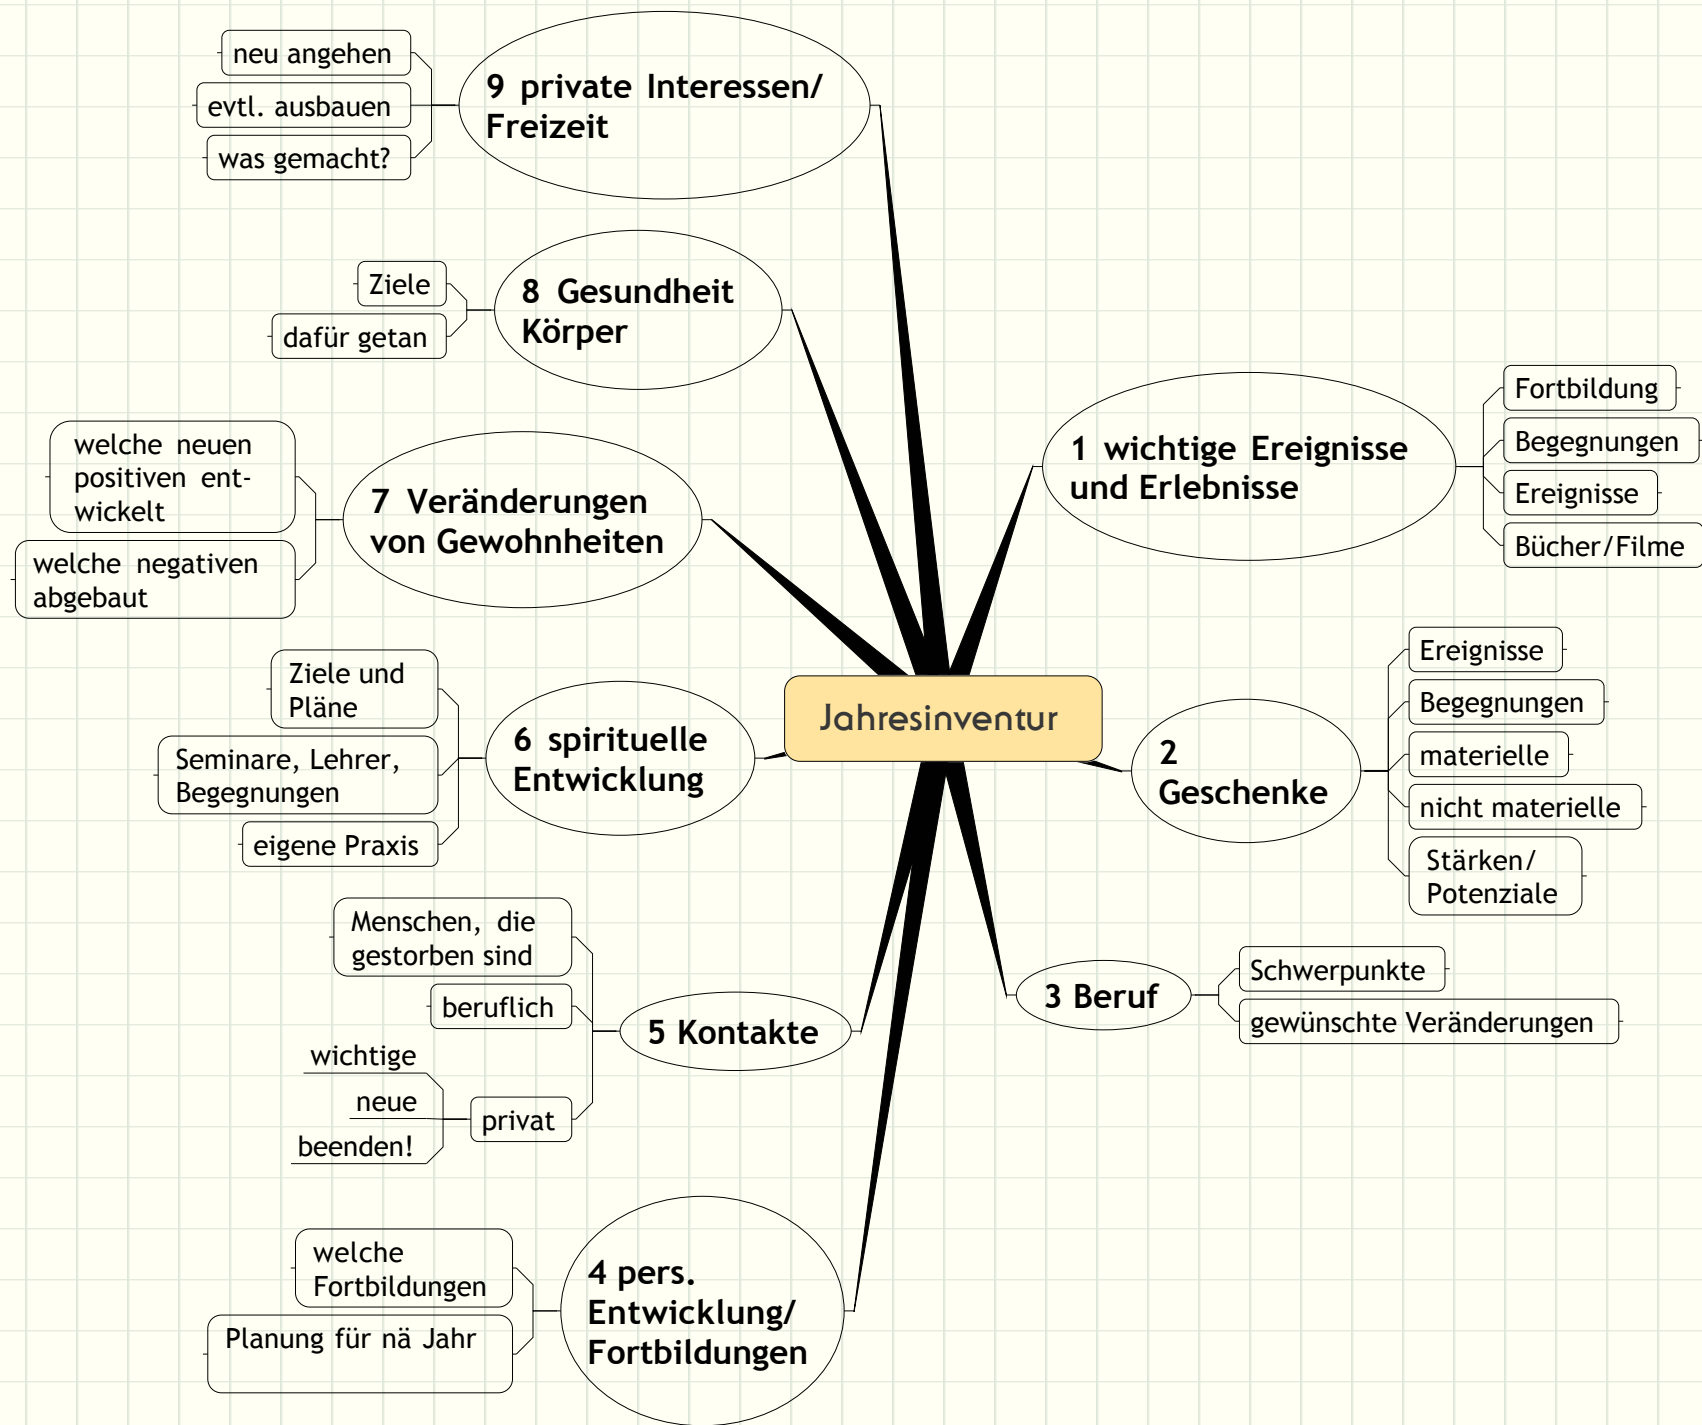 Jahresinventur
1 wichtige Ereignisse
und Erlebnisse
Fortbildung
Begegnungen
Ereignisse
Bücher/Filme
2
Geschenke
Ereignisse
Begegnungen
materielle
nicht materielle
Stärken/
Potenziale
3 Beruf
Schwerpunkte
gewünschte Veränderungen
4 pers.
Entwicklung/
Fortbildungen
welche
Fortbildungen
Planung für nä Jahr
5 Kontakte
Menschen, die
gestorben sind
beruflich
privat
wichtige
neue
beenden!
6 spirituelle
Entwicklung
Ziele und
Pläne
Seminare, Lehrer,
Begegnungen
eigene Praxis
7 Veränderungen
von Gewohnheiten
welche neuen
positiven ent-
wickelt
welche negativen
abgebaut
8 Gesundheit
Körper
Ziele
dafür getan
9 private Interessen/
Freizeit
neu angehen
evtl. ausbauen
was gemacht?